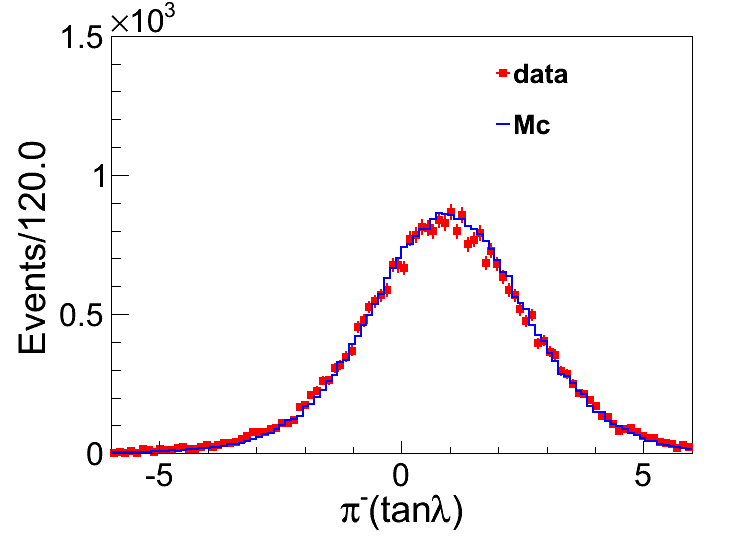 ×10³
1.5
1
0.5
0
Events/120.0
data
Mc
-5 0 5
π⁻(tanλ)